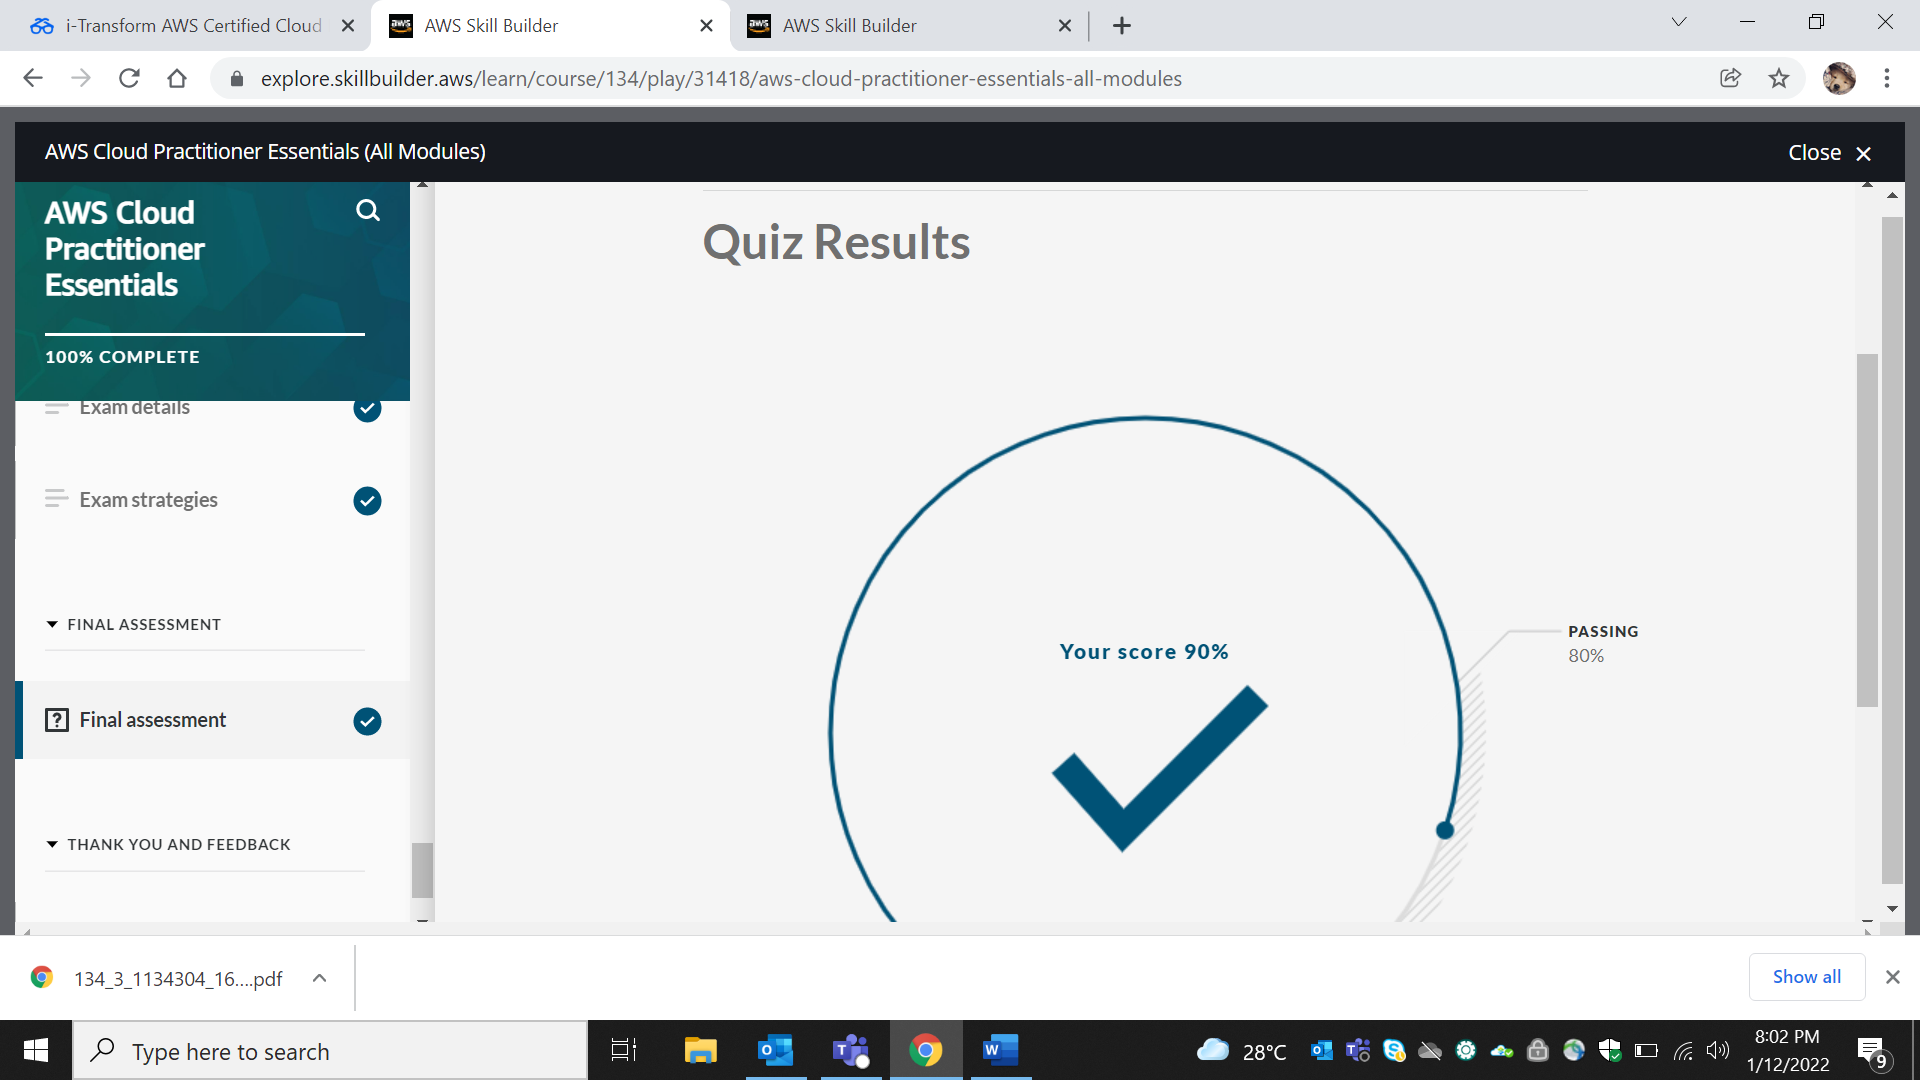 i-Transform AWS Certified Cloud
AWS Skill Builder
AWS Skill Builder
explore.skillbuilder.aws/learn/course/134/play/31418/aws-cloud-practitioner-essentials-all-modules
AWS Cloud Practitioner Essentials (All Modules)
Close
AWS Cloud
Practitioner
Essentials
100% COMPLETE
Exam details
Exam strategies
FINAL ASSESSMENT
Final assessment
THANK YOU AND FEEDBACK
Quiz Results
Your score 90%
PASSING
80%
134_3_1134304_16....pdf
Show all
Type here to search
28°C
8:02 PM
1/12/2022
9